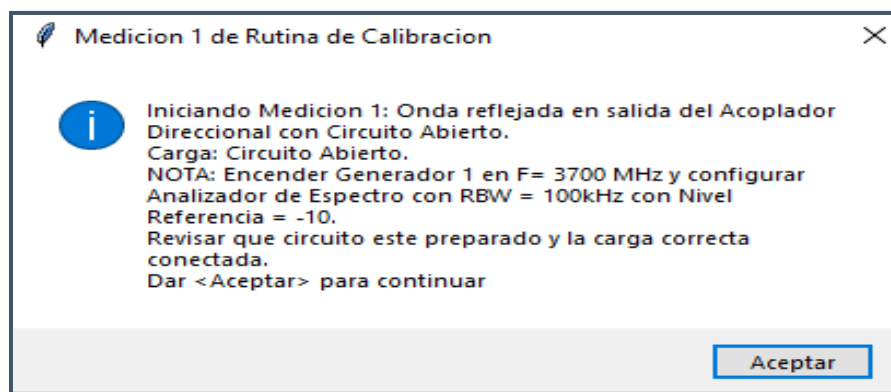 Medicion 1 de Rutina de Calibracion
Iniciando Medicion 1: Onda reflejada en salida del Acoplador
Direccional con Circuito Abierto.
Carga: Circuito Abierto.
NOTA: Encender Generador 1 en F= 3700 MHz y configurar
Analizador de Espectro con RBW = 100kHz con Nivel
Referencia = -10.
Revisar que circuito este preparado y la carga correcta
conectada.
Dar <Aceptar> para continuar
Aceptar